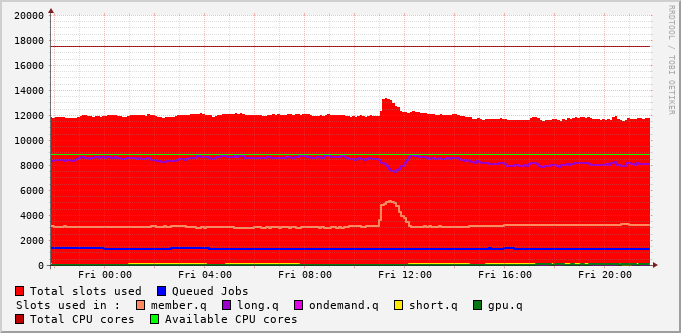 20000
18000
16000
14000
12000
10000
8000
6000
4000
2000
0
Fri 00:00 Fri 04:00 Fri 08:00 Fri 12:00 Fri 16:00 Fri 20:00
RRDTOOL / TOBI OETIKER
Total slots used Queued Jobs
Slots used in : member.q long.q ondemand.q short.q gpu.q
Total CPU cores Available CPU cores